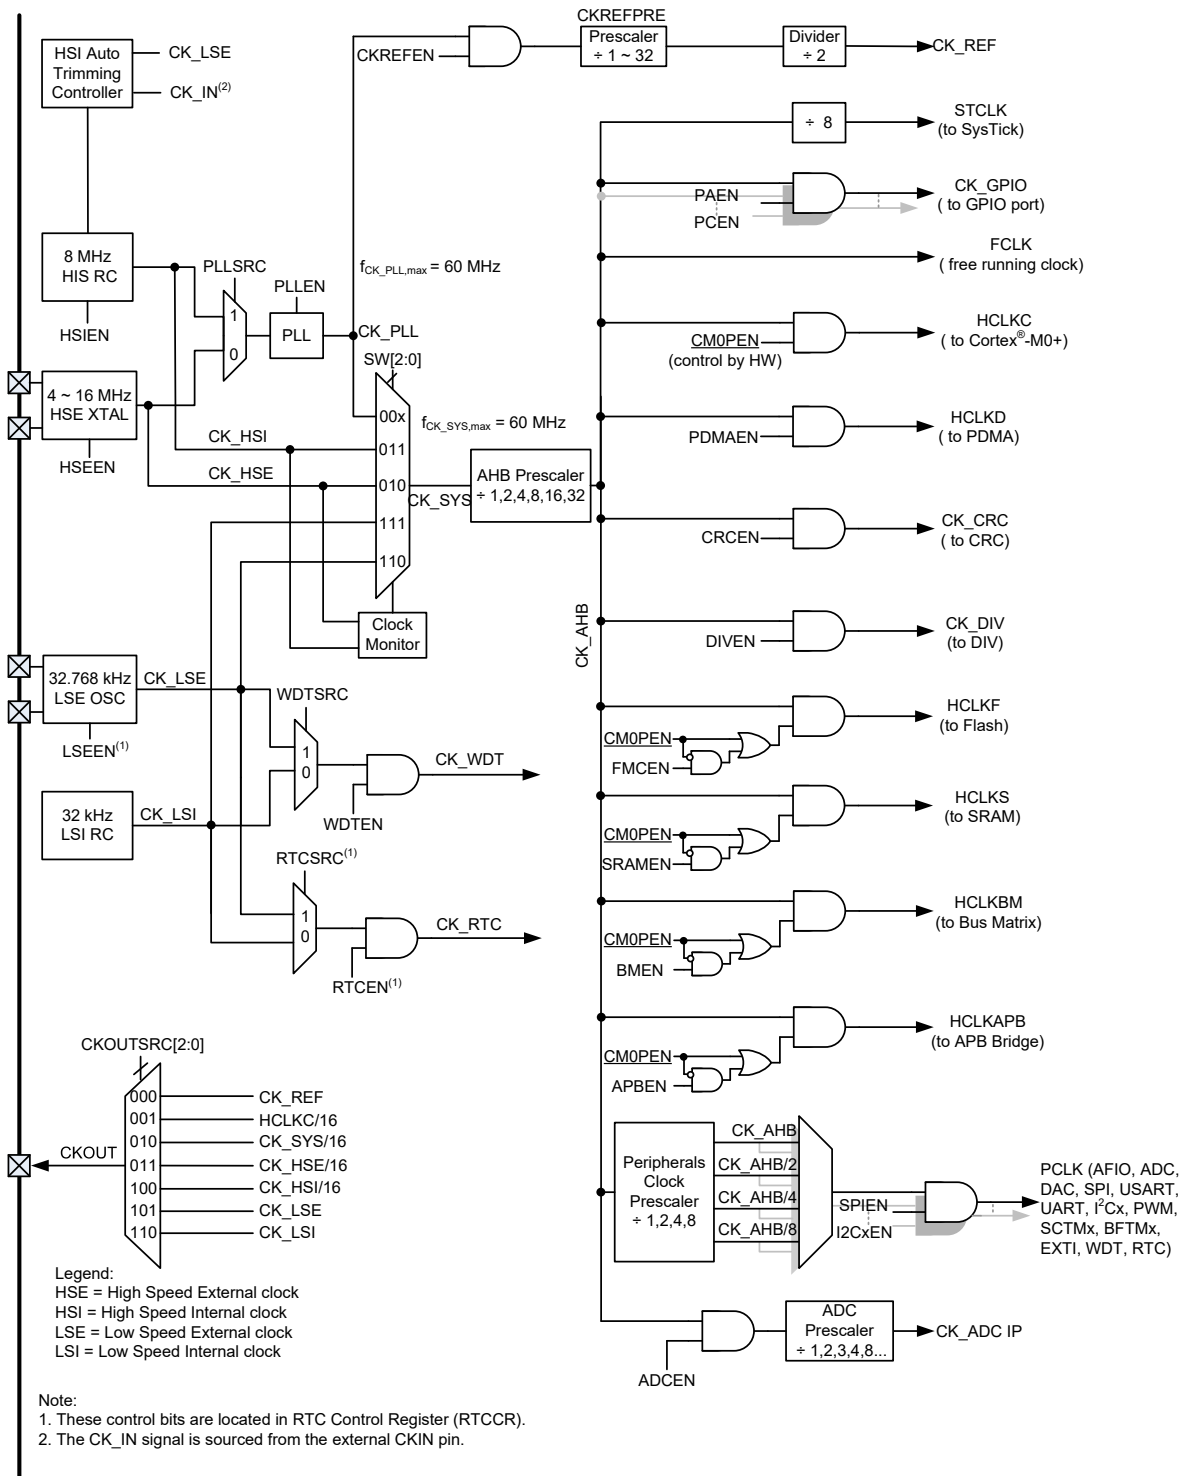 CKREFPRE
Prescaler
÷ 1 ~ 32
Divider
÷ 2
CK_REF
CKREFEN
HSI Auto
Trimming
Controller
CK_LSE
CK_IN(2)
÷ 8
STCLK
(to SysTick)
PAEN
PCEN
CK_GPIO
( to GPIO port)
FCLK
( free running clock)
8 MHz
HIS RC
HSIEN
PLLSRC
1
0
PLLEN
PLL
fCK_PLL,max = 60 MHz
CK_PLL
CM0PEN
(control by HW)
HCLKC
( to Cortex®-M0+)
4 ~ 16 MHz
HSE XTAL
HSEEN
SW[2:0]
00x
011
010
111
110
CK_HSI
CK_HSE
fCK_SYS,max = 60 MHz
CK_SYS
AHB Prescaler
÷ 1,2,4,8,16,32
PDMAEN
HCLKD
( to PDMA)
CRCEN
CK_CRC
( to CRC)
Clock
Monitor
CK_AHB
DIVEN
CK_DIV
(to DIV)
32.768 kHz
LSE OSC
CK_LSE
LSEEN(1)
WDTSRC
1
0
WDTEN
CK_WDT
CM0PEN
FMCEN
HCLKF
(to Flash)
32 kHz
LSI RC
CK_LSI
CM0PEN
SRAMEN
HCLKS
(to SRAM)
RTCSRC(1)
1
0
RTCEN(1)
CK_RTC
CM0PEN
BMEN
HCLKBM
(to Bus Matrix)
CM0PEN
APBEN
HCLKAPB
(to APB Bridge)
CKOUTSRC[2:0]
000 CK_REF
001 HCLKC/16
010 CK_SYS/16
CKOUT 011 CK_HSE/16
100 CK_HSI/16
101 CK_LSE
110 CK_LSI
Peripherals
Clock
Prescaler
÷ 1,2,4,8
CK_AHB
CK_AHB/2
CK_AHB/4
CK_AHB/8
SPIEN
I2CxEN
PCLK (AFIO, ADC,
DAC, SPI, USART,
UART, I2Cx, PWM,
SCTMx, BFTMx,
EXTI, WDT, RTC)
ADCEN
ADC
Prescaler
÷ 1,2,3,4,8...
CK_ADC IP
Legend:
HSE = High Speed External clock
HSI = High Speed Internal clock
LSE = Low Speed External clock
LSI = Low Speed Internal clock
Note:
1. These control bits are located in RTC Control Register (RTCCR).
2. The CK_IN signal is sourced from the external CKIN pin.